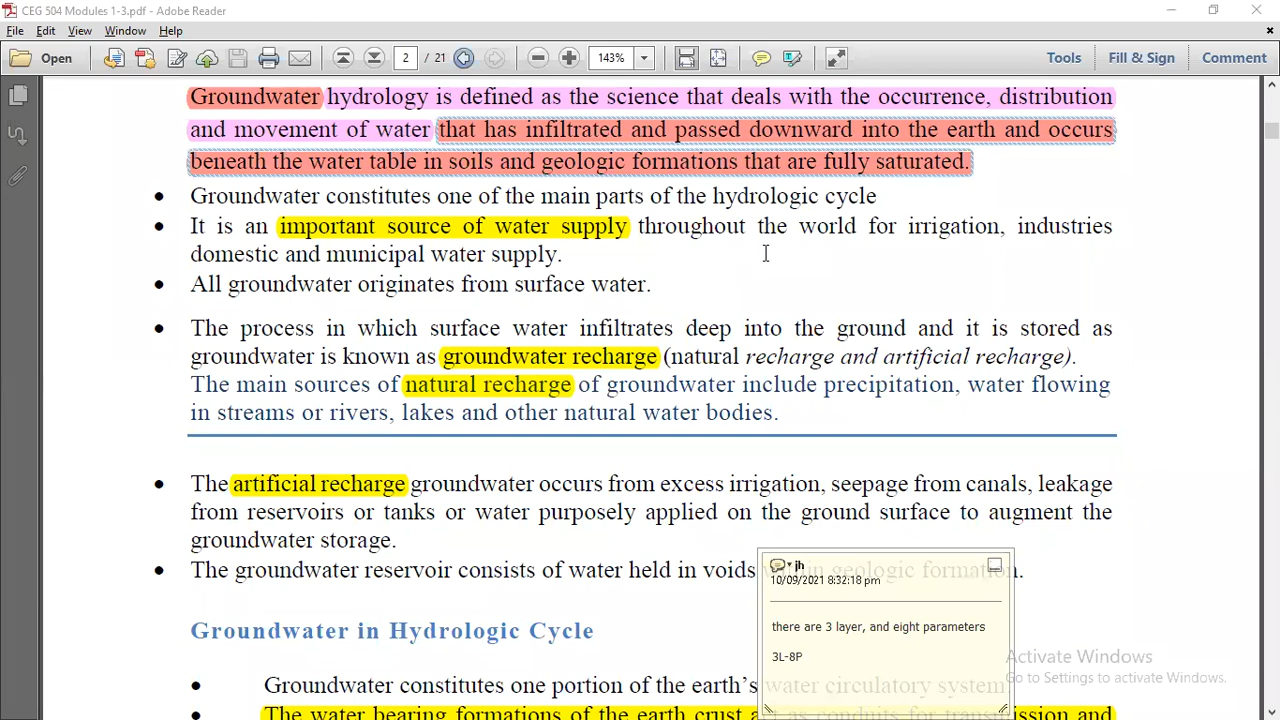 CEG 504 Modules 1-3.pdf - Adobe Reader
File Edit View Window Help
Open 2 / 21 143% Tools Fill & Sign Comment
Groundwater hydrology is defined as the science that deals with the occurrence, distribution
and movement of water that has infiltrated and passed downward into the earth and occurs
beneath the water table in soils and geologic formations that are fully saturated.
• Groundwater constitutes one of the main parts of the hydrologic cycle
• It is an important source of water supply throughout the world for irrigation, industries
domestic and municipal water supply.
• All groundwater originates from surface water.
• The process in which surface water infiltrates deep into the ground and it is stored as
groundwater is known as groundwater recharge (natural recharge and artificial recharge).
The main sources of natural recharge of groundwater include precipitation, water flowing
in streams or rivers, lakes and other natural water bodies.
• The artificial recharge groundwater occurs from excess irrigation, seepage from canals, leakage
from reservoirs or tanks or water purposely applied on the ground surface to augment the
groundwater storage.
• The groundwater reservoir consists of water held in voids within geologic formation.
jh
10/09/2021 8:32:18 pm
there are 3 layer, and eight parameters
3L-8P
Groundwater in Hydrologic Cycle
• Groundwater constitutes one portion of the earth's water circulatory system
• The water bearing formations of the earth crust act as conduits for transmission and
Activate Windows
Go to Settings to activate Windows.